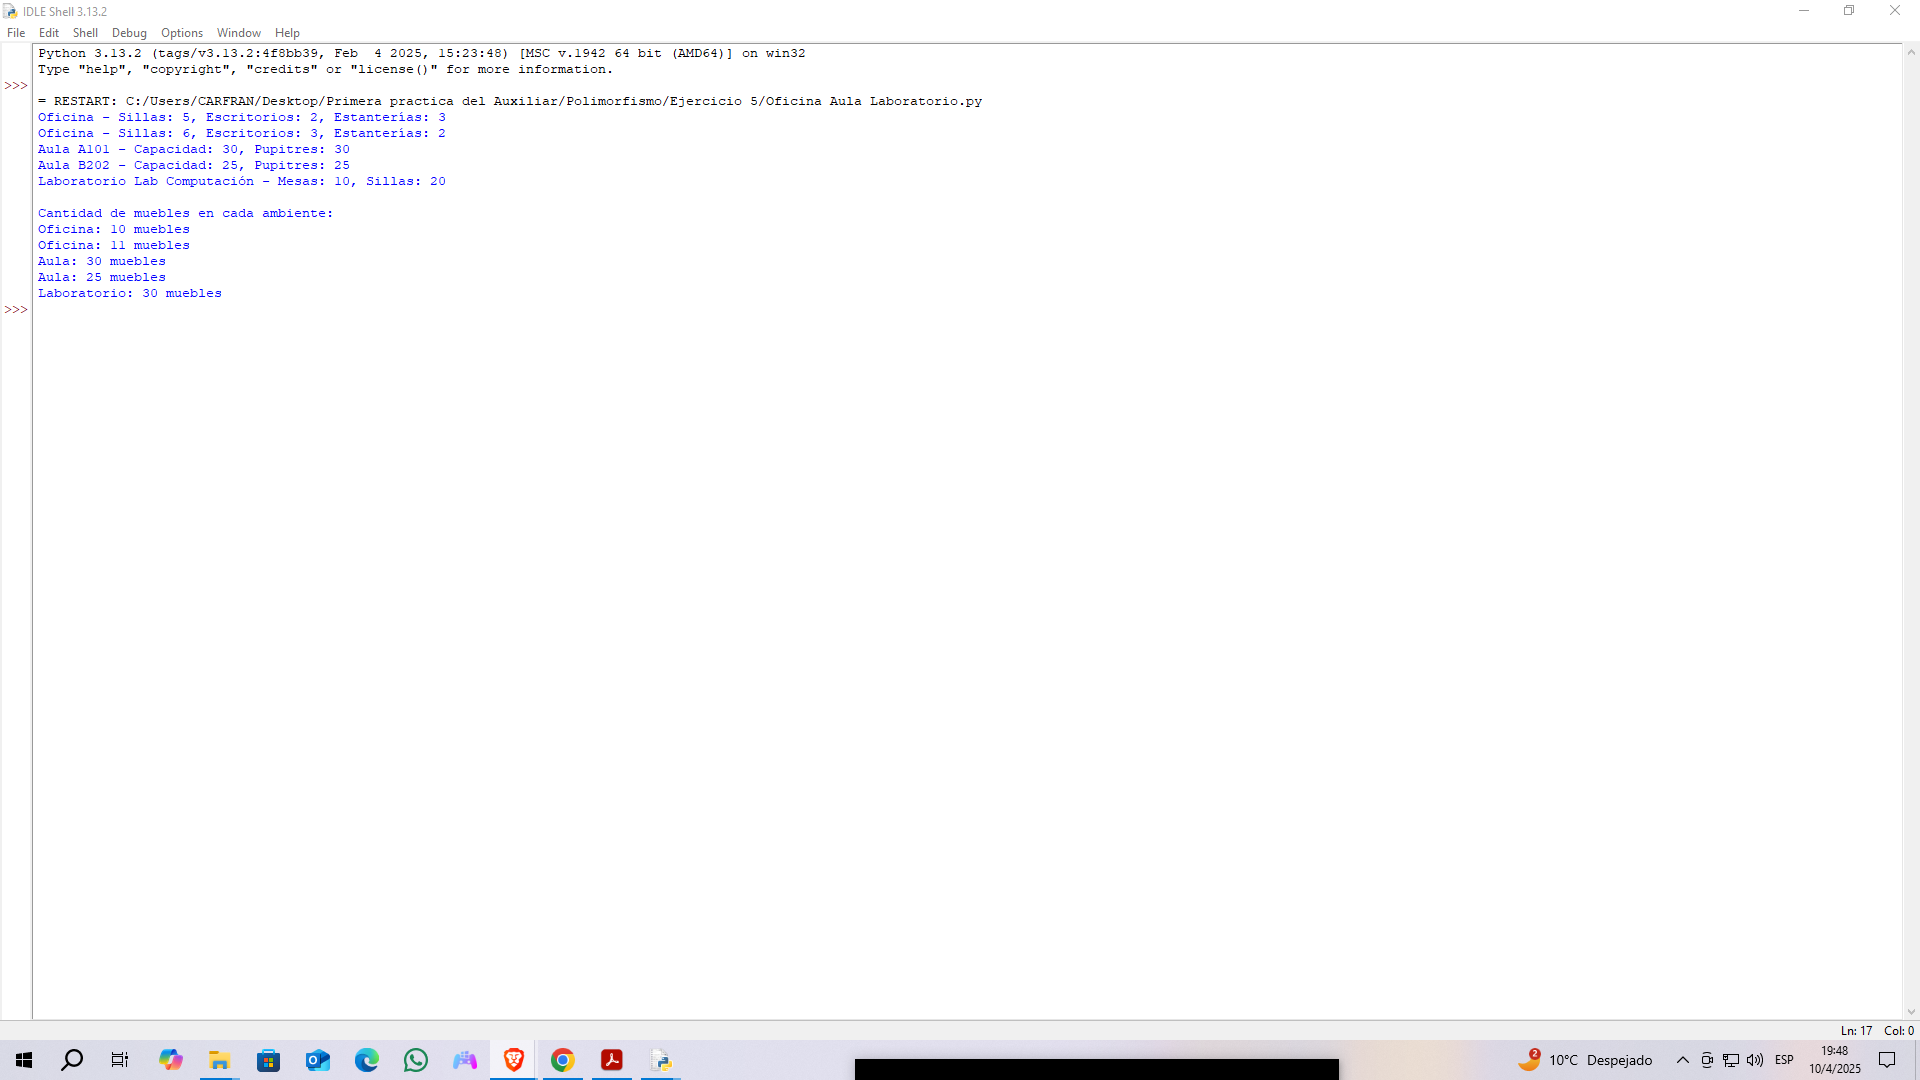 IDLE Shell 3.13.2
File Edit Shell Debug Options Window Help
Python 3.13.2 (tags/v3.13.2:4f8bb39, Feb  4 2025, 15:23:48) [MSC v.1942 64 bit (AMD64)] on win32
Type "help", "copyright", "credits" or "license()" for more information.
>>>
= RESTART: C:/Users/CARFRAN/Desktop/Primera practica del Auxiliar/Polimorfismo/Ejercicio 5/Oficina Aula Laboratorio.py
Oficina - Sillas: 5, Escritorios: 2, Estanterías: 3
Oficina - Sillas: 6, Escritorios: 3, Estanterías: 2
Aula A101 - Capacidad: 30, Pupitres: 30
Aula B202 - Capacidad: 25, Pupitres: 25
Laboratorio Lab Computación - Mesas: 10, Sillas: 20
Cantidad de muebles en cada ambiente:
Oficina: 10 muebles
Oficina: 11 muebles
Aula: 30 muebles
Aula: 25 muebles
Laboratorio: 30 muebles
>>>
Ln: 17 Col: 0
2 10°C Despejado ESP 19:48
10/4/2025